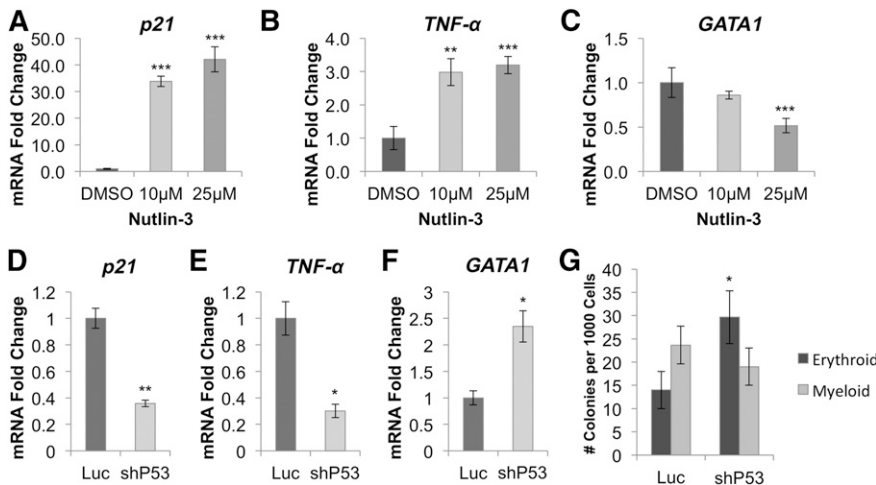 A
p21
mRNA Fold Change
50.0
40.0
30.0
20.0
10.0
0.0
***
***
DMSO 10µM 25µM
Nutlin-3
B
TNF-α
mRNA Fold Change
4.0
3.0
2.0
1.0
0.0
**
***
DMSO 10µM 25µM
Nutlin-3
C
GATA1
mRNA Fold Change
1.5
1.0
0.5
0.0
***
DMSO 10µM 25µM
Nutlin-3
D
p21
mRNA Fold Change
1.2
1
0.8
0.6
0.4
0.2
0
**
Luc shP53
E
TNF-α
mRNA Fold Change
1.2
1
0.8
0.6
0.4
0.2
0
*
Luc shP53
F
GATA1
mRNA Fold Change
3
2.5
2
1.5
1
0.5
0
*
Luc shP53
G
# Colonies per 1000 Cells
40
35
30
25
20
15
10
5
0
*
Luc shP53
Erythroid
Myeloid